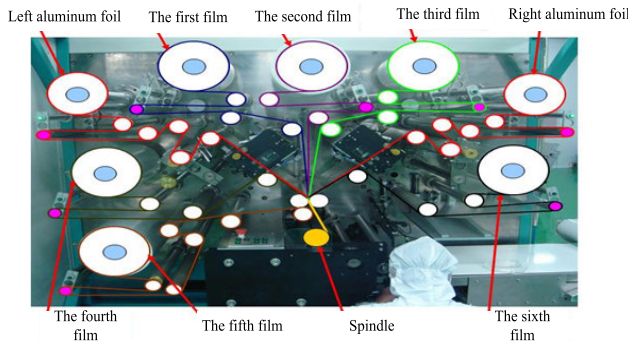 Left aluminum foil
The first film
The second film
The third film
Right aluminum foil
The fourth
film
The fifth film
Spindle
The sixth
film